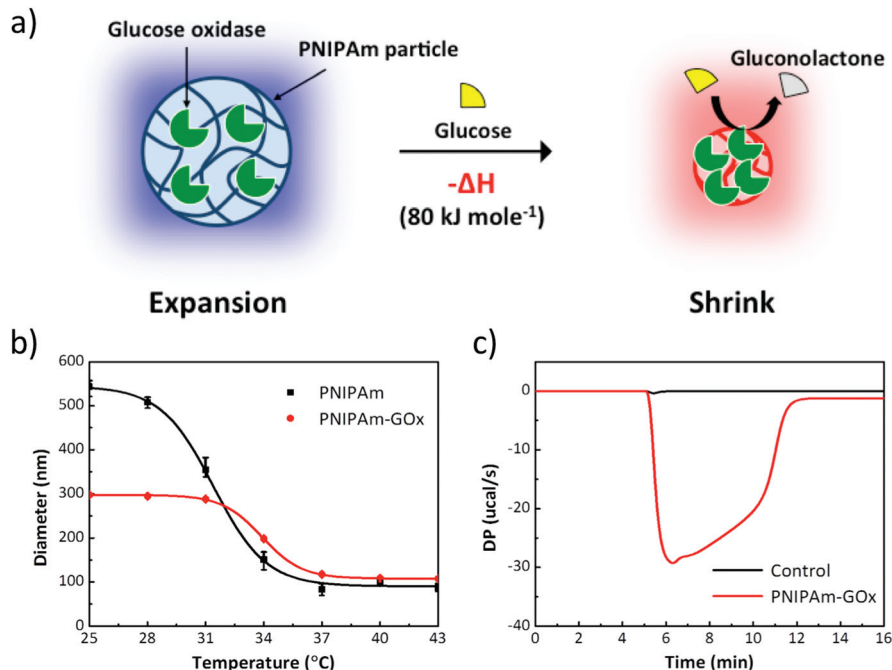 a)
Glucose oxidase
PNIPAm particle
Glucose
-ΔH
(80 kJ mole⁻¹)
Gluconolactone
Expansion
Shrink
b)
600
500
400
300
200
100
0
Diameter (nm)
PNIPAm
PNIPAm-GOx
25 28 31 34 37 40 43
Temperature (°C)
c)
0
-10
-20
-30
-40
DP (ucal/s)
Control
PNIPAm-GOx
0 2 4 6 8 10 12 14 16
Time (min)